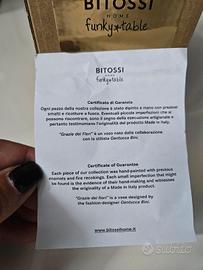 BITOSSI
HOME
funky table
BITOSSI
funky table
Certificato di Garanzia
Ogni pezzo della nostra collezione è stato dipinto a mano con preziosi
smalti e ricotture a fuoco. Eventuali piccole imperfezioni che si
possono riscontrare, sono il segno della esecuzione artigianale e
pertanto testimoniano l'originalità del prodotto Made in Italy.
"Grazie dei Fiori" è un vaso nato dalla collaborazione
con la stilista Gentucca Bini.
Certificate of Guarantee
Each piece of our collection was hand-painted with precious
enamels and fire recookings. Each small imperfection that might
be found is the evidence of their hand-making and witnesses
the originality of a Made in Italy product.
"Grazie dei fiori" is a vase designed by
the fashion-designer Gentucca Bini.
www.bitossihome.it
subito